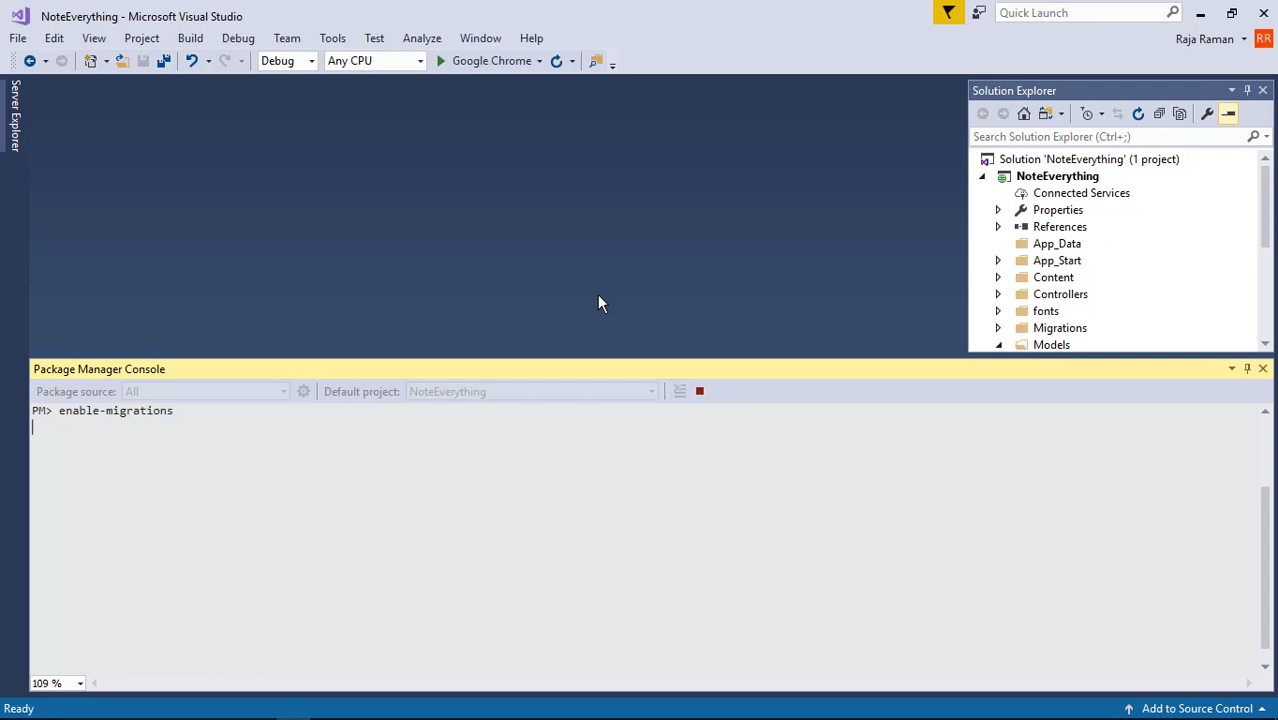 NoteEverything - Microsoft Visual Studio
Quick Launch
File Edit View Project Build Debug Team Tools Test Analyze Window Help
Raja Raman RR
Debug Any CPU Google Chrome
Server Explorer
Solution Explorer
Search Solution Explorer (Ctrl+;)
Solution 'NoteEverything' (1 project)
NoteEverything
Connected Services
Properties
References
App_Data
App_Start
Content
Controllers
fonts
Migrations
Models
Package Manager Console
Package source: All Default project: NoteEverything
PM> enable-migrations
109 %
Ready Add to Source Control